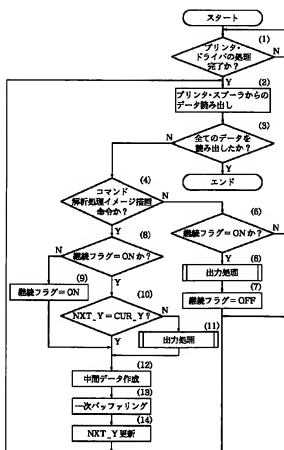 スタート
(1)
プリンタ・
ドライバの処理
完了か？
N
Y
(2)
プリンタ・スプーラからの
データ読み出し
(3)
全てのデータを
読み出したか？
N
Y
エンド
(4)
コマンド
解析処理イメージ描画
命令か？
N
Y
(5)
継続フラグ＝ONか？
N
Y
(6)
出力処理
(7)
継続フラグ＝OFF
(8)
継続フラグ＝ONか？
N
Y
(9)
継続フラグ＝ON
(10)
NXT_Y＝CUR_Y？
N
Y
(11)
出力処理
(12)
中間データ作成
(13)
一次バッファリング
(14)
NXT_Y更新